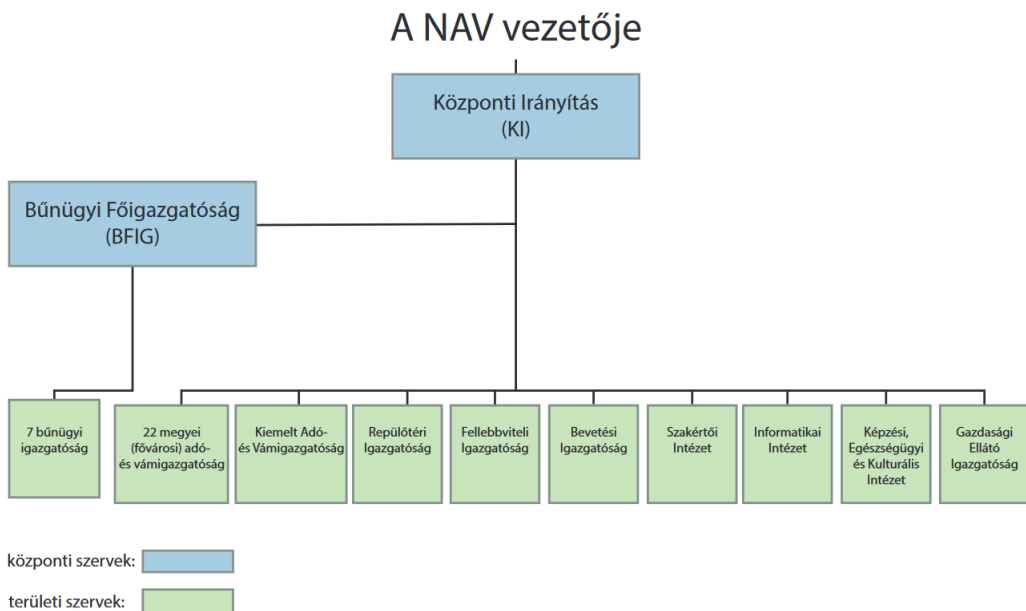 A NAV vezetője
Központi Irányítás
(KI)
Bűnügyi Főigazgatóság
(BFIG)
7 bűnügyi
igazgatóság
22 megyei
(fővárosi) adó-
és vámigazgatóság
Kiemelt Adó-
és Vámigazgatóság
Repülőtéri
Igazgatóság
Fellebbviteli
Igazgatóság
Bevetési
Igazgatóság
Szakértői
Intézet
Informatikai
Intézet
Képzési,
Egészségügyi
és Kulturális
Intézet
Gazdasági
Ellátó
Igazgatóság
központi szervek:
területi szervek: